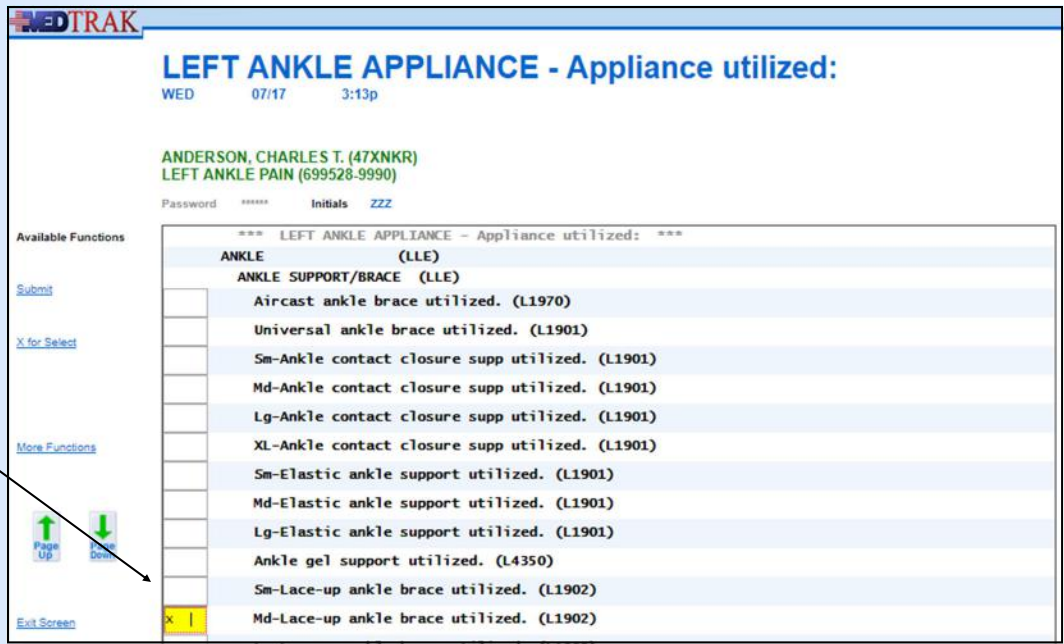 MEDTRAK
LEFT ANKLE APPLIANCE - Appliance utilized:
WED 07/17 3:13p
ANDERSON, CHARLES T. (47XNKR)
LEFT ANKLE PAIN (699528-9990)
Password ****** Initials ZZZ
Available Functions
Submit
X for Select
More Functions
Page Up
Page Down
Exit Screen
*** LEFT ANKLE APPLIANCE - Appliance utilized: ***
ANKLE (LLE)
ANKLE SUPPORT/BRACE (LLE)
Aircast ankle brace utilized. (L1970)
Universal ankle brace utilized. (L1901)
Sm-Ankle contact closure supp utilized. (L1901)
Md-Ankle contact closure supp utilized. (L1901)
Lg-Ankle contact closure supp utilized. (L1901)
XL-Ankle contact closure supp utilized. (L1901)
Sm-Elastic ankle support utilized. (L1901)
Md-Elastic ankle support utilized. (L1901)
Lg-Elastic ankle support utilized. (L1901)
Ankle gel support utilized. (L4350)
Sm-Lace-up ankle brace utilized. (L1902)
x Md-Lace-up ankle brace utilized. (L1902)